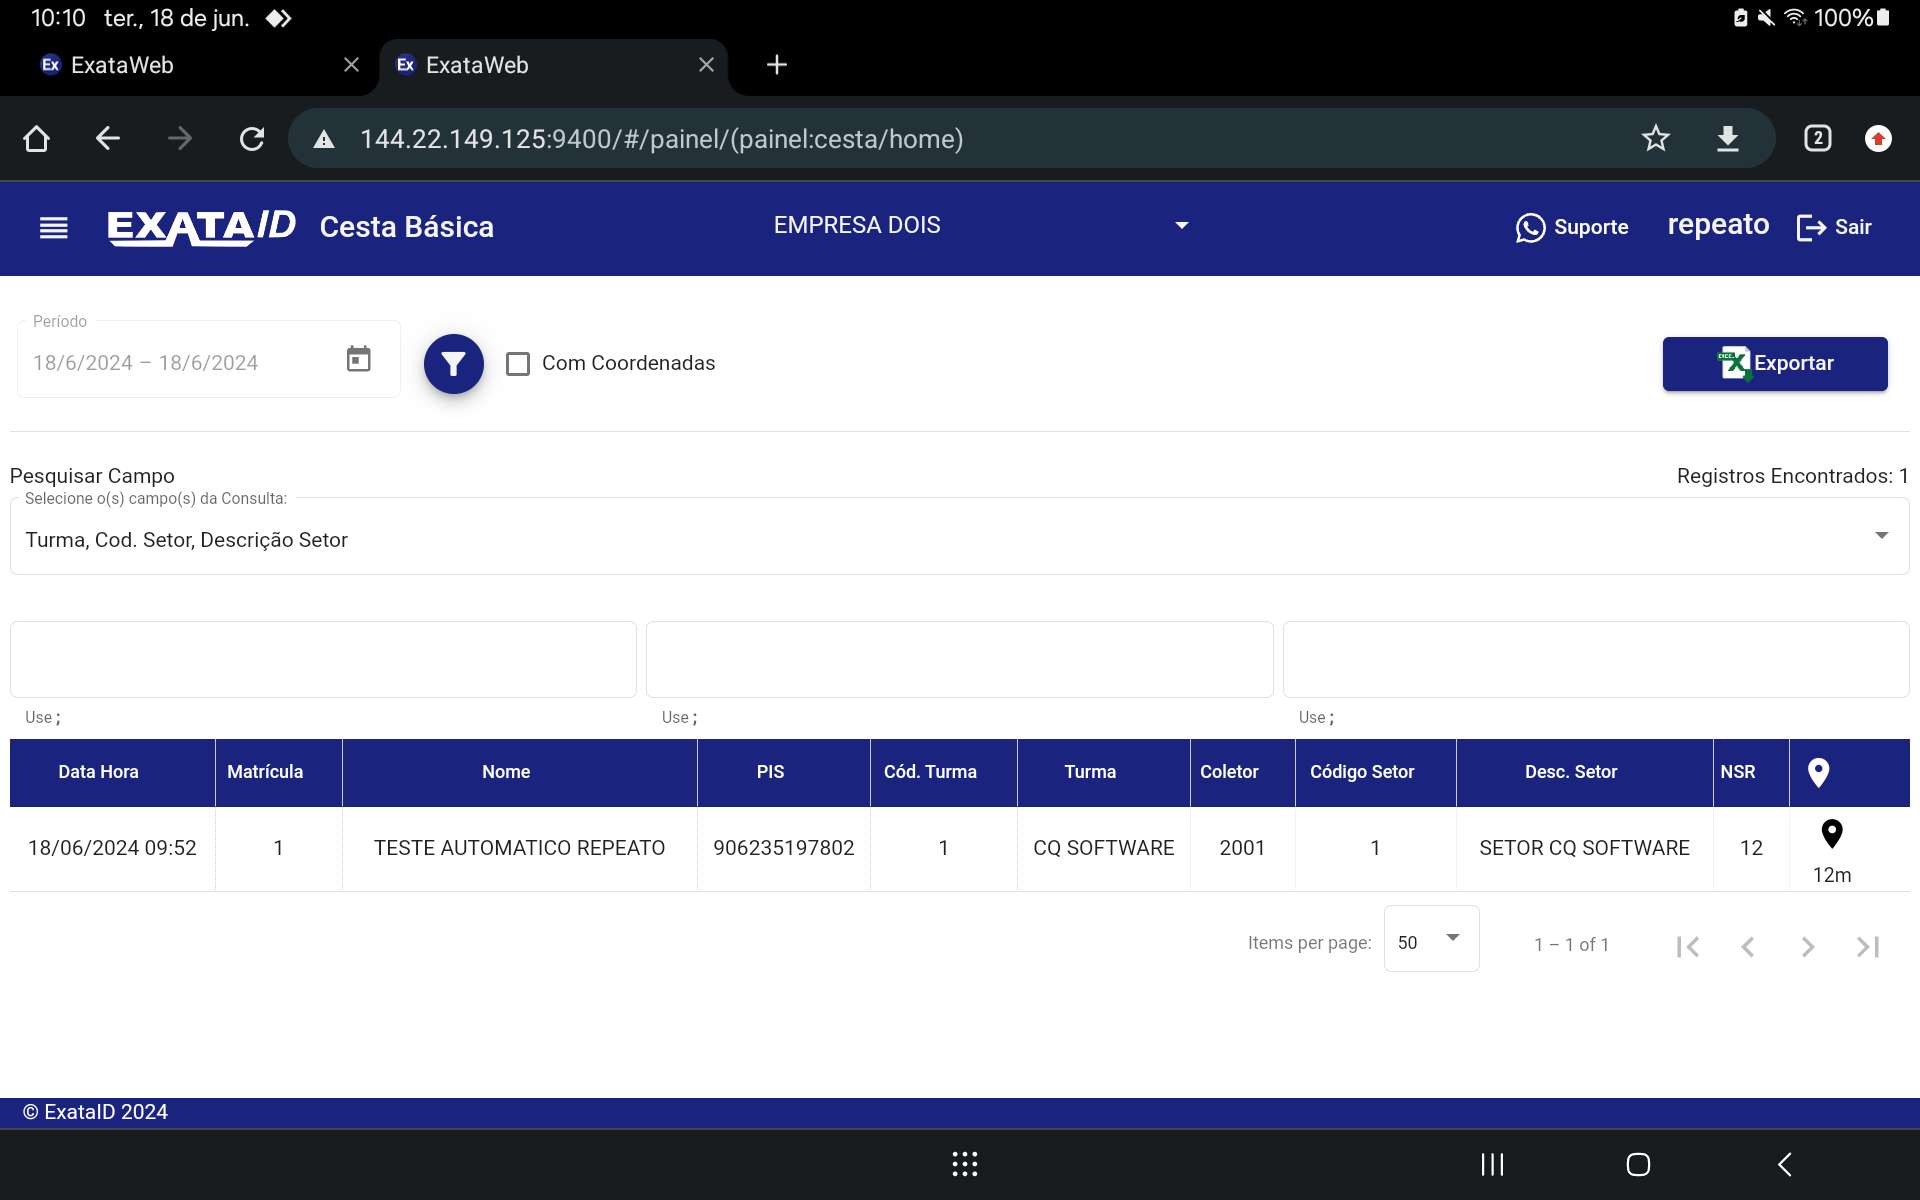 10:10 ter., 18 de jun. 100%
Ex ExataWeb Ex ExataWeb
144.22.149.125:9400/#/painel/(painel:cesta/home) 2
EXATAID Cesta Básica EMPRESA DOIS Suporte repeato Sair
Período
18/6/2024 – 18/6/2024 Com Coordenadas Exportar
Pesquisar Campo Registros Encontrados: 1
Selecione o(s) campo(s) da Consulta:
Turma, Cod. Setor, Descrição Setor
Use ; Use ; Use ;
Data Hora Matrícula Nome PIS Cód. Turma Turma Coletor Código Setor Desc. Setor NSR
18/06/2024 09:52 1 TESTE AUTOMATICO REPEATO 906235197802 1 CQ SOFTWARE 2001 1 SETOR CQ SOFTWARE 12
12m
Items per page: 50 1 – 1 of 1
© ExataID 2024